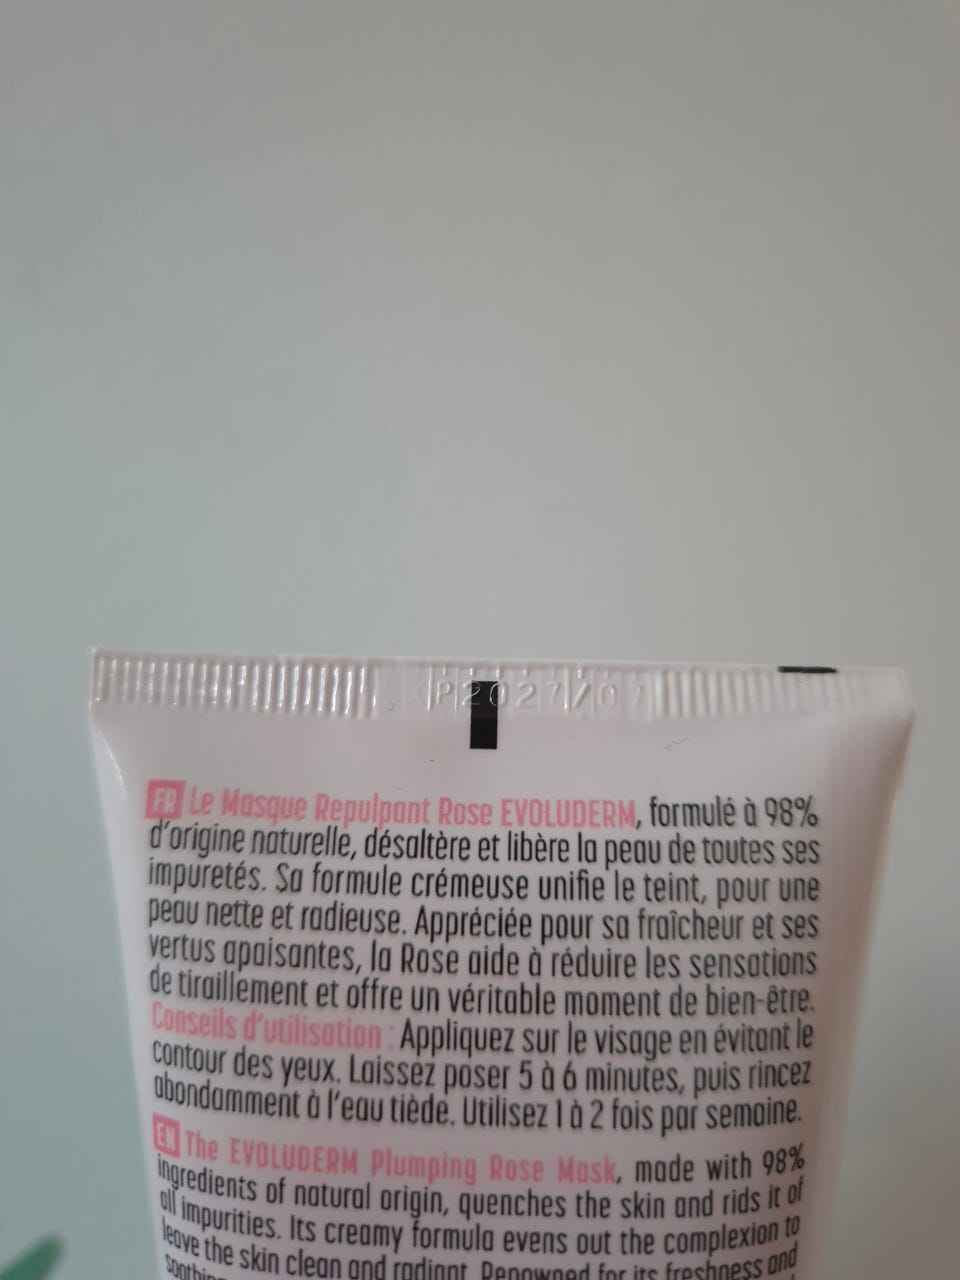 P2027/07
FR Le Masque Repulpant Rose EVOLUDERM, formulé à 98%
d'origine naturelle, désaltère et libère la peau de toutes ses
impuretés. Sa formule crémeuse unifie le teint, pour une
peau nette et radieuse. Appréciée pour sa fraîcheur et ses
vertus apaisantes, la Rose aide à réduire les sensations
de tiraillement et offre un véritable moment de bien-être.
Conseils d'utilisation : Appliquez sur le visage en évitant le
contour des yeux. Laissez poser 5 à 6 minutes, puis rincez
abondamment à l'eau tiède. Utilisez 1 à 2 fois par semaine.
EN The EVOLUDERM Plumping Rose Mask, made with 98%
ingredients of natural origin, quenches the skin and rids it of
all impurities. Its creamy formula evens out the complexion to
leave the skin clean and radiant. Renowned for its freshness and